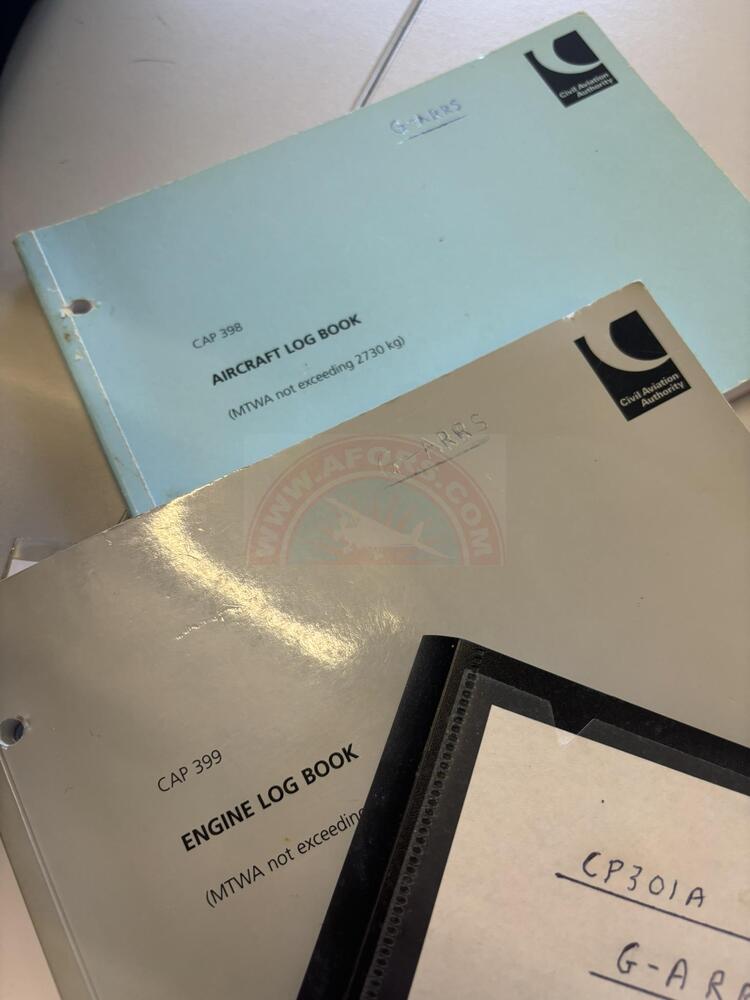 Civil Aviation
Authority
G-ARRS
CAP 398
AIRCRAFT LOG BOOK
(MTWA not exceeding 2730 kg)
Civil Aviation
Authority
G-ARRS
WWW.AFORS.COM
CAP 399
ENGINE LOG BOOK
(MTWA not exceeding
CP301A
G-ARR